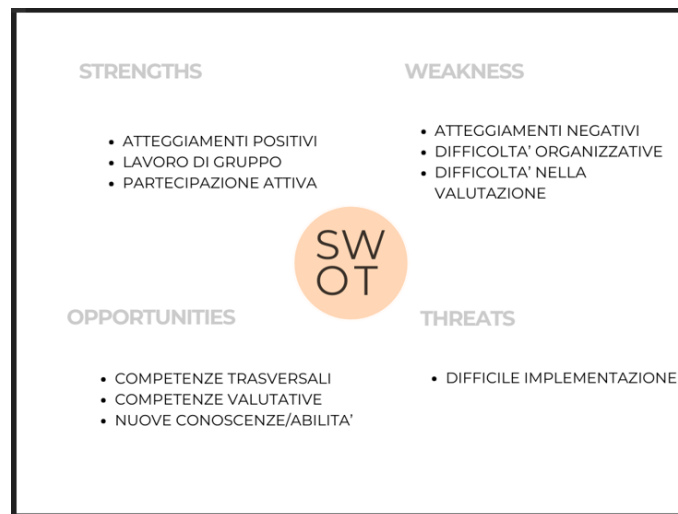 STRENGTHS
• ATTEGGIAMENTI POSITIVI
• LAVORO DI GRUPPO
• PARTECIPAZIONE ATTIVA
WEAKNESS
• ATTEGGIAMENTI NEGATIVI
• DIFFICOLTA' ORGANIZZATIVE
• DIFFICOLTA' NELLA
VALUTAZIONE
SW
OT
OPPORTUNITIES
• COMPETENZE TRASVERSALI
• COMPETENZE VALUTATIVE
• NUOVE CONOSCENZE/ABILITA'
THREATS
• DIFFICILE IMPLEMENTAZIONE